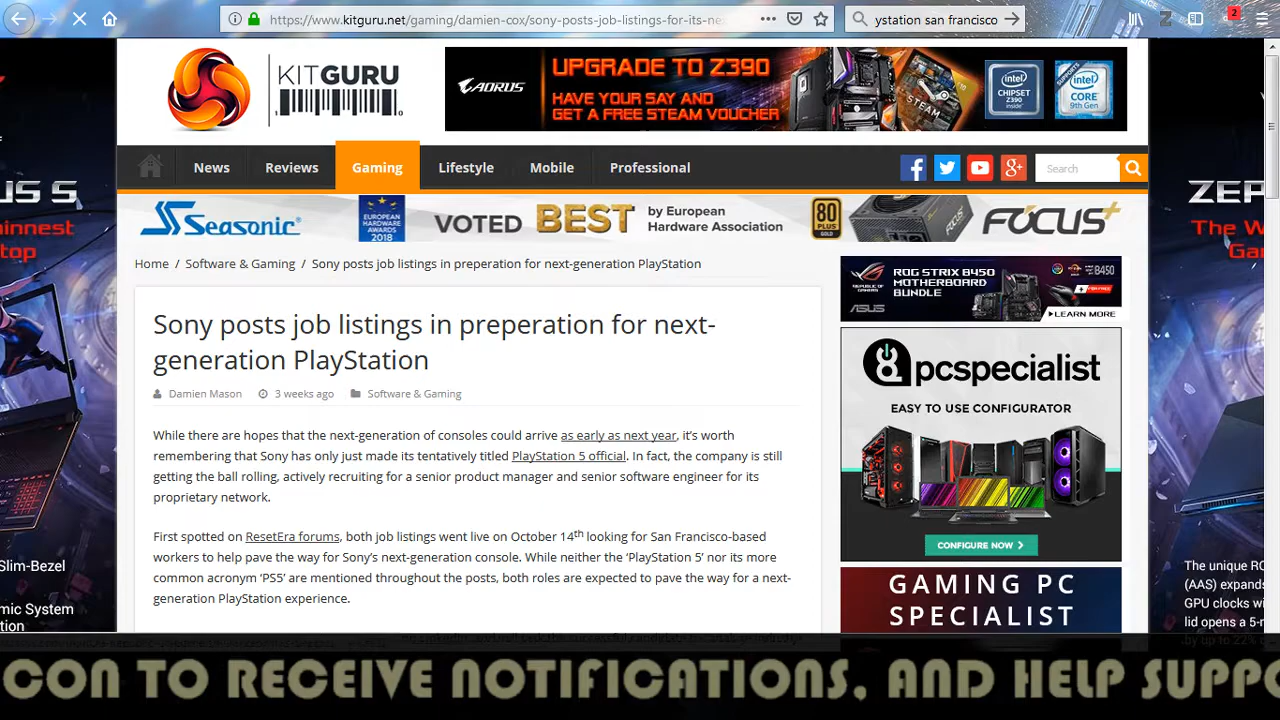 https://www.kitguru.net/gaming/damien-cox/sony-posts-job-listings-for-its-ne
ystation san francisco
2
KITGURU
AORUS
UPGRADE TO Z390
HAVE YOUR SAY AND
GET A FREE STEAM VOUCHER
STEAM
intel
CHIPSET
Z390
inside
SUPPORTS
intel
CORE
9th Gen
News
Reviews
Gaming
Lifestyle
Mobile
Professional
Search
Seasonic
EUROPEAN
HARDWARE
AWARDS
2018
VOTED BEST by European
Hardware Association
80
PLUS
GOLD
FOCUS+
US S
innest
top
Slim-Bezel
mic System
tion
Home / Software & Gaming / Sony posts job listings in preperation for next-generation PlayStation
Sony posts job listings in preperation for next-
generation PlayStation
Damien Mason 3 weeks ago Software & Gaming
While there are hopes that the next-generation of consoles could arrive as early as next year, it’s worth
remembering that Sony has only just made its tentatively titled PlayStation 5 official. In fact, the company is still
getting the ball rolling, actively recruiting for a senior product manager and senior software engineer for its
proprietary network.
First spotted on ResetEra forums, both job listings went live on October 14th looking for San Francisco-based
workers to help pave the way for Sony’s next-generation console. While neither the ‘PlayStation 5’ nor its more
common acronym ‘PS5’ are mentioned throughout the posts, both roles are expected to pave the way for a next-
generation PlayStation experience.
REPUBLIC OF
GAMERS
ROG STRIX B450
MOTHERBOARD
BUNDLE
B450
ASUS
LEARN MORE
pcspecialist
EASY TO USE CONFIGURATOR
CONFIGURE NOW
GAMING PC
SPECIALIST
ZEP
The W
Ga
The unique RO
(AAS) expands
GPU clocks wi
lid opens a 5-
by up to 22%
CON TO RECEIVE NOTIFICATIONS, AND HELP SUPPO